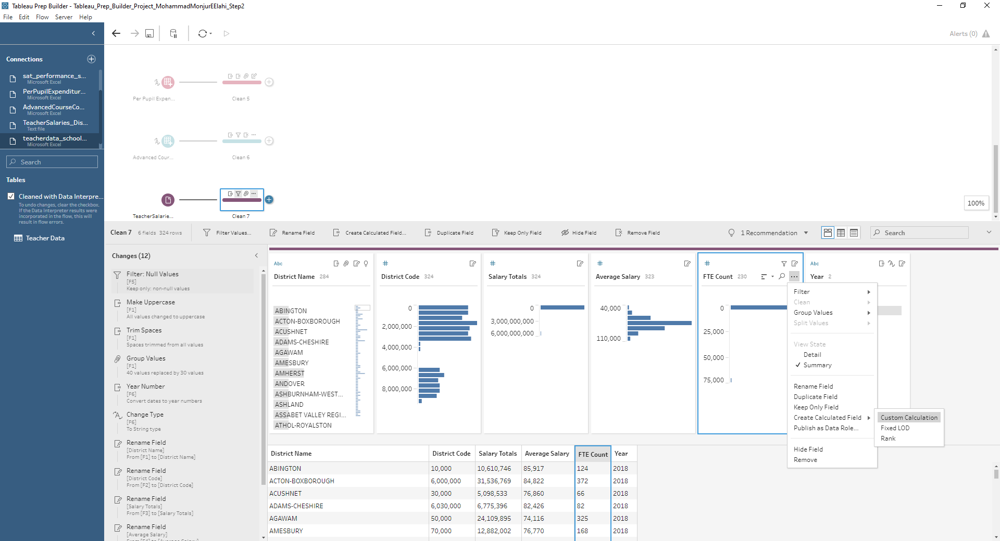 Tableau Prep Builder - Tableau_Prep_Builder_Project_MohammadMonjurEElahi_Step2
File Edit Flow Server Help
Alerts (0)
Connections
sat_performance_s...
Microsoft Excel
PerPupilExpenditur...
Microsoft Excel
AdvancedCourseCo...
Microsoft Excel
TeacherSalaries_Dis...
Text file
teacherdata_school...
Microsoft Excel
Search
Tables
Cleaned with Data Interpre...
To undo changes, clear the checkbox.
If the Data Interpreter results were
incorporated in the flow, this will
result in flow errors.
Teacher Data
Per Pupil Expen...
Clean 5
Advanced Cour...
Clean 6
TeacherSalarie...
Clean 7
100%
Clean 7 6 fields 324 rows
Filter Values... Rename Field Create Calculated Field... Duplicate Field Keep Only Field Hide Field Remove Field
1 Recommendation
Search
Changes (12)
Filter: Null Values
[F5]
Keep only: non-null values
Make Uppercase
[F1]
All values changed to uppercase
Trim Spaces
[F1]
Spaces trimmed from all values
Group Values
[F1]
40 values replaced by 30 values
Year Number
[F6]
Convert dates to year numbers
Change Type
[F6]
To String type
Rename Field
[District Name]
From [F1] to [District Name]
Rename Field
[District Code]
From [F2] to [District Code]
Rename Field
[Salary Totals]
From [F3] to [Salary Totals]
Rename Field
[Average Salary]
From [F4] to [Average Salary]
Abc
District Name 284
ABINGTON
ACTON-BOXBOROUGH
ACUSHNET
ADAMS-CHESHIRE
AGAWAM
AMESBURY
AMHERST
ANDOVER
ASHBURNHAM-WEST...
ASHLAND
ASSABET VALLEY REGI...
ATHOL-ROYALSTON
#
District Code 324
0
2,000,000
4,000,000
6,000,000
8,000,000
#
Salary Totals 324
0
3,000,000,000
6,000,000,000
#
Average Salary 323
40,000
110,000
#
FTE Count 230
0
25,000
50,000
75,000
Abc
Year 2
Filter
Clean
Group Values
Split Values
View State
Detail
Summary
Rename Field
Duplicate Field
Keep Only Field
Create Calculated Field
Publish as Data Role...
Hide Field
Remove
Custom Calculation
Fixed LOD
Rank
District Name District Code Salary Totals Average Salary FTE Count Year
ABINGTON 10,000 10,610,746 85,917 124 2018
ACTON-BOXBOROUGH 6,000,000 31,536,769 84,822 372 2018
ACUSHNET 30,000 5,098,533 76,860 66 2018
ADAMS-CHESHIRE 6,030,000 6,775,396 82,426 82 2018
AGAWAM 50,000 24,109,895 74,116 325 2018
AMESBURY 70,000 12,882,002 76,770 168 2018